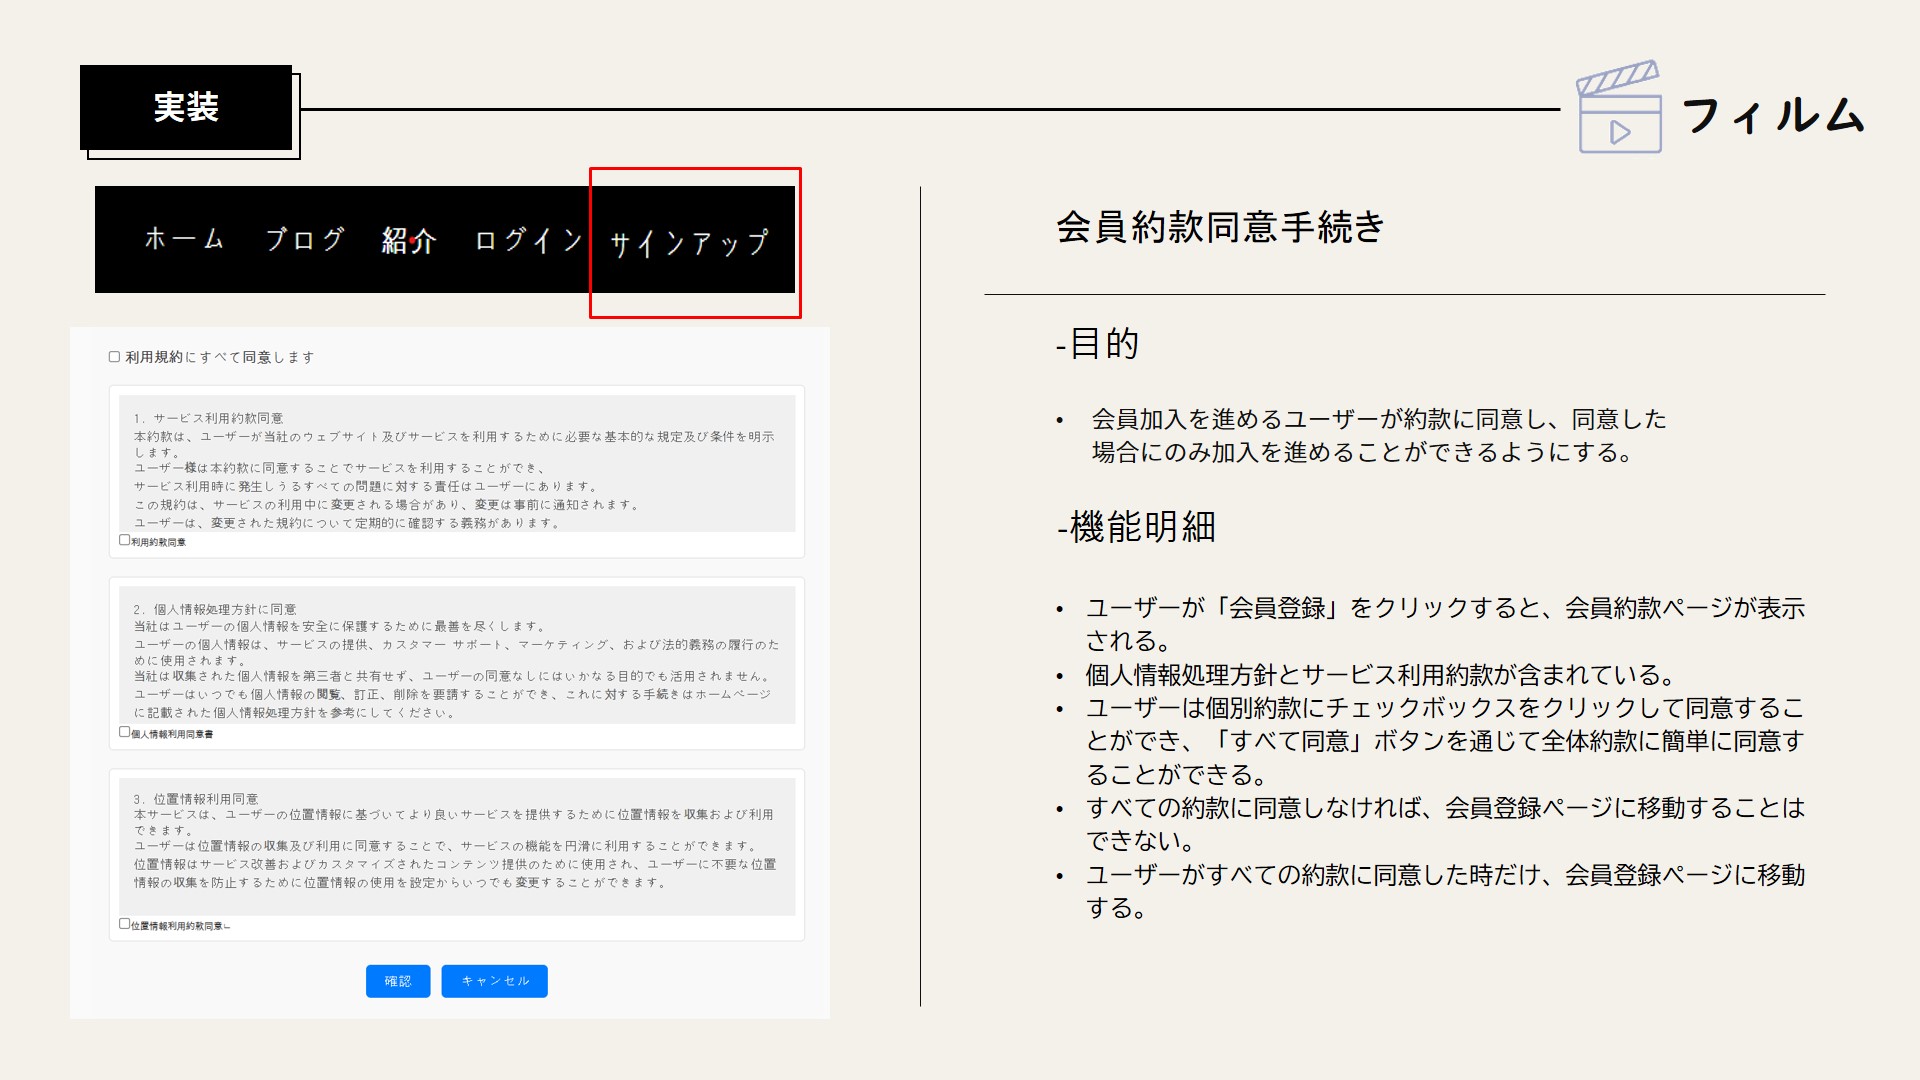 実装
フィルム
ホーム ブログ 紹介 ログイン サインアップ
利用規約にすべて同意します
1. サービス利用約款同意
本約款は、ユーザーが当社のウェブサイト及びサービスを利用するために必要な基本的な規定及び条件を明示
します。
ユーザー様は本約款に同意することでサービスを利用することができ、
サービス利用時に発生しうるすべての問題に対する責任はユーザーにあります。
この規約は、サービスの利用中に変更される場合があり、変更は事前に通知されます。
ユーザーは、変更された規約について定期的に確認する義務があります。
利用約款同意
2. 個人情報処理方針に同意
当社はユーザーの個人情報を安全に保護するために最善を尽くします。
ユーザーの個人情報は、サービスの提供、カスタマー サポート、マーケティング、および法的義務の履行のた
めに使用されます。
当社は収集された個人情報を第三者と共有せず、ユーザーの同意なしにはいかなる目的でも活用されません。
ユーザーはいつでも個人情報の閲覧、訂正、削除を要請することができ、これに対する手続きはホームページ
に記載された個人情報処理方針を参考にしてください。
個人情報利用同意書
3. 位置情報利用同意
本サービスは、ユーザーの位置情報に基づいてより良いサービスを提供するために位置情報を収集および利用
できます。
ユーザーは位置情報の収集及び利用に同意することで、サービスの機能を円滑に利用することができます。
位置情報はサービス改善およびカスタマイズされたコンテンツ提供のために使用され、ユーザーに不要な位置
情報の収集を防止するために位置情報の使用を設定からいつでも変更することができます。
位置情報利用約款同意
確認 キャンセル
会員約款同意手続き
-目的
• 会員加入を進めるユーザーが約款に同意し、同意した
場合にのみ加入を進めることができるようにする。
-機能明細
• ユーザーが「会員登録」をクリックすると、会員約款ページが表示
される。
• 個人情報処理方針とサービス利用約款が含まれている。
• ユーザーは個別約款にチェックボックスをクリックして同意するこ
とができ、「すべて同意」ボタンを通じて全体約款に簡単に同意す
ることができる。
• すべての約款に同意しなければ、会員登録ページに移動することは
できない。
• ユーザーがすべての約款に同意した時だけ、会員登録ページに移動
する。